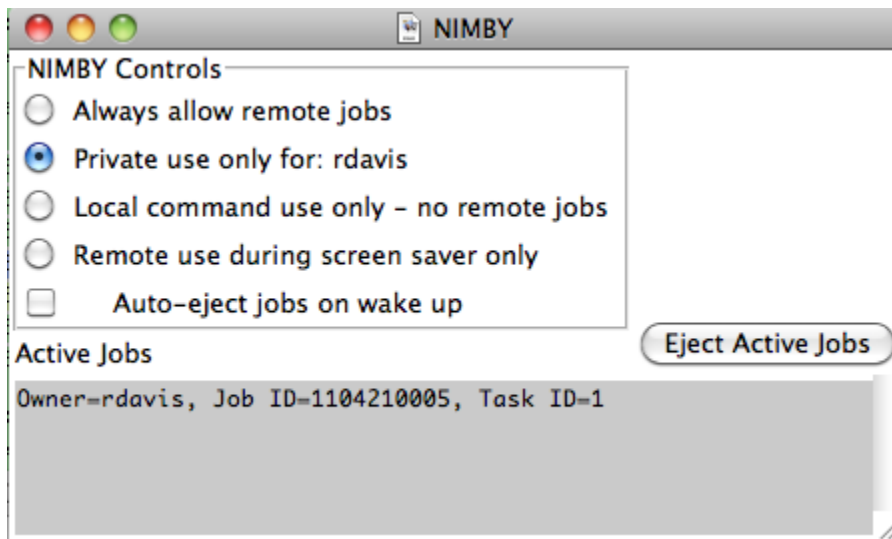 NIMBY
NIMBY Controls
Always allow remote jobs
Private use only for: rdavis
Local command use only – no remote jobs
Remote use during screen saver only
Auto-eject jobs on wake up
Eject Active Jobs
Active Jobs
Owner=rdavis, Job ID=1104210005, Task ID=1